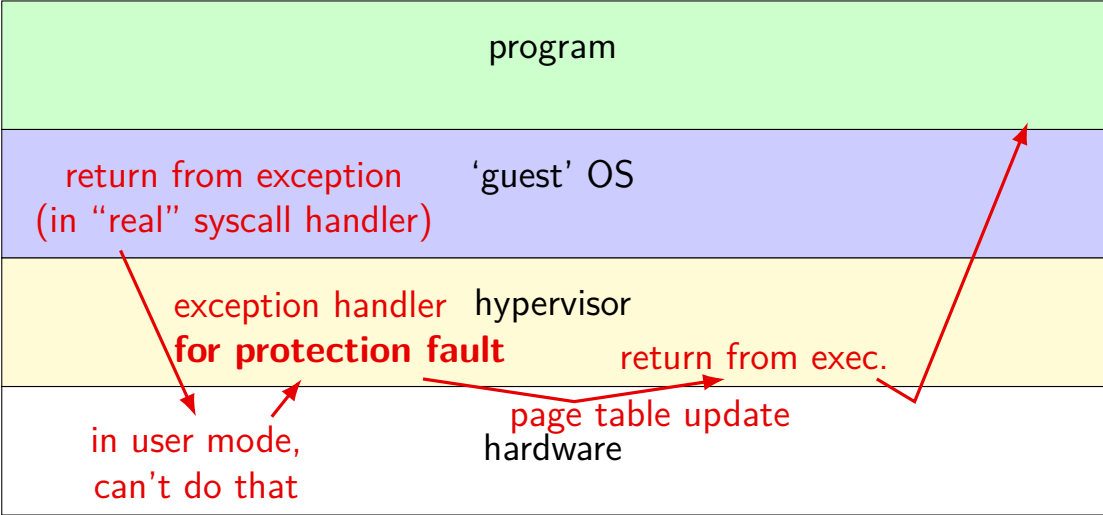 program
return from exception
(in “real” syscall handler)
‘guest’ OS
exception handler
for protection fault
hypervisor
return from exec.
page table update
in user mode,
can't do that
hardware